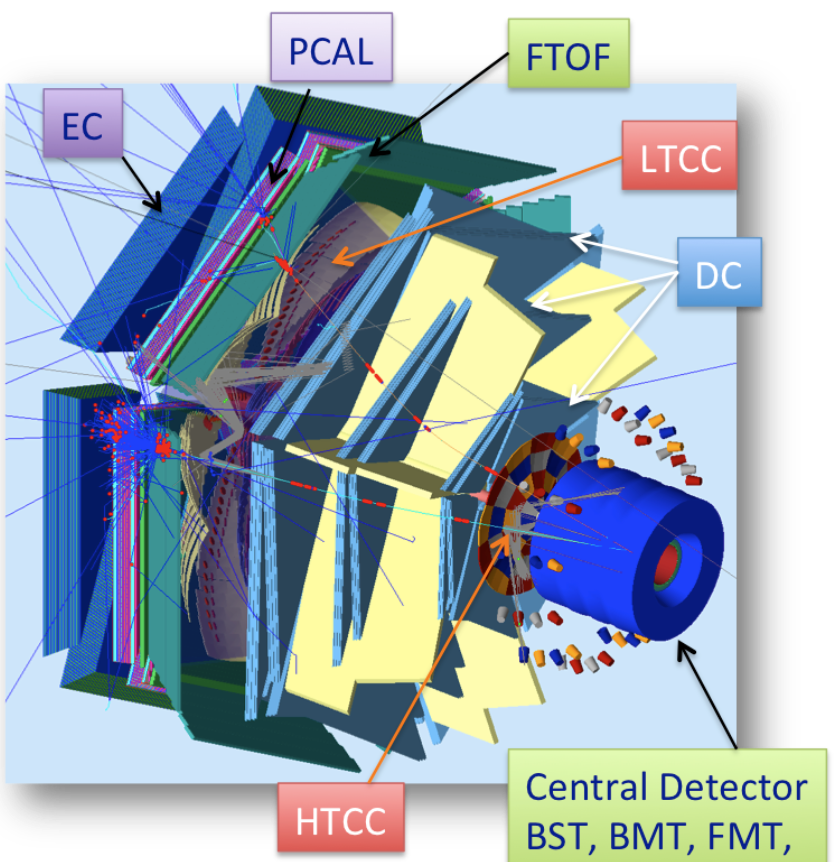 PCAL
FTOF
EC
LTCC
DC
HTCC
Central Detector
BST, BMT, FMT,